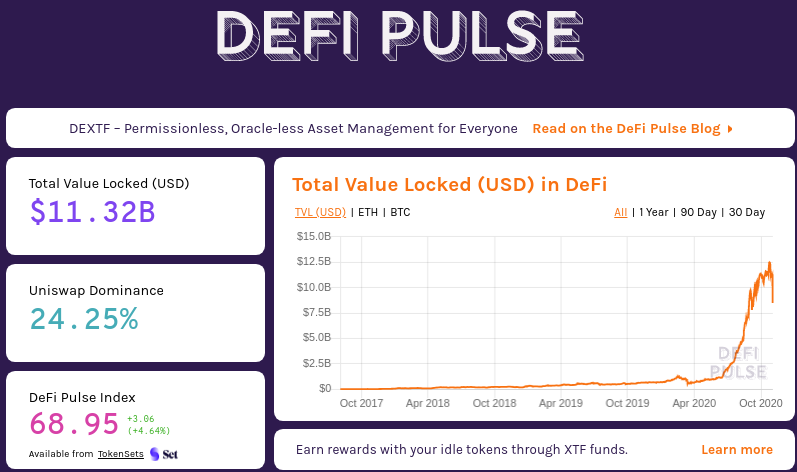 DEFI PULSE
DEXTF – Permissionless, Oracle-less Asset Management for Everyone Read on the DeFi Pulse Blog
Total Value Locked (USD)
$11.32B
Uniswap Dominance
24.25%
DeFi Pulse Index
68.95 +3.06
(+4.64%)
Available from TokenSets Set
Total Value Locked (USD) in DeFi
TVL (USD) | ETH | BTC All | 1 Year | 90 Day | 30 Day
$15.0B
$12.5B
$10.0B
$7.5B
$5.0B
$2.5B
$0
DEFI
PULSE
Oct 2017 Apr 2018 Oct 2018 Apr 2019 Oct 2019 Apr 2020 Oct 2020
Earn rewards with your idle tokens through XTF funds. Learn more